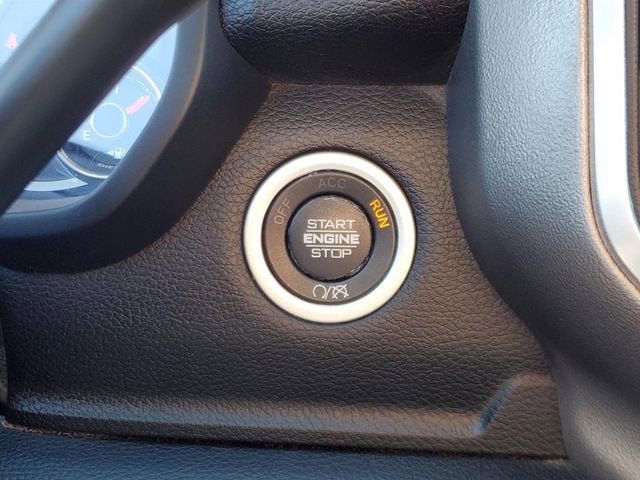 ACC
OFF
RUN
START
ENGINE
STOP
E